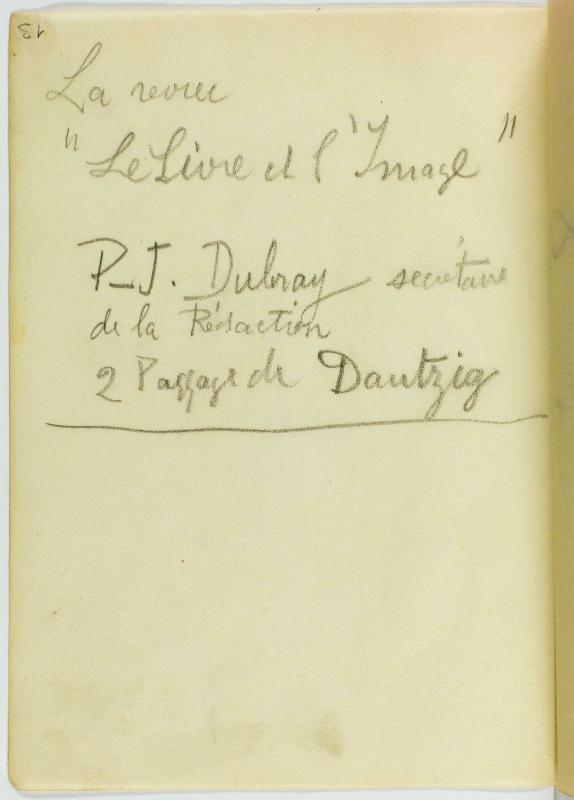 13
La revue
"Le Livre et l'Image"
P-J. Dubray secrétaire
de la Rédaction
2 Passage de Dantzig